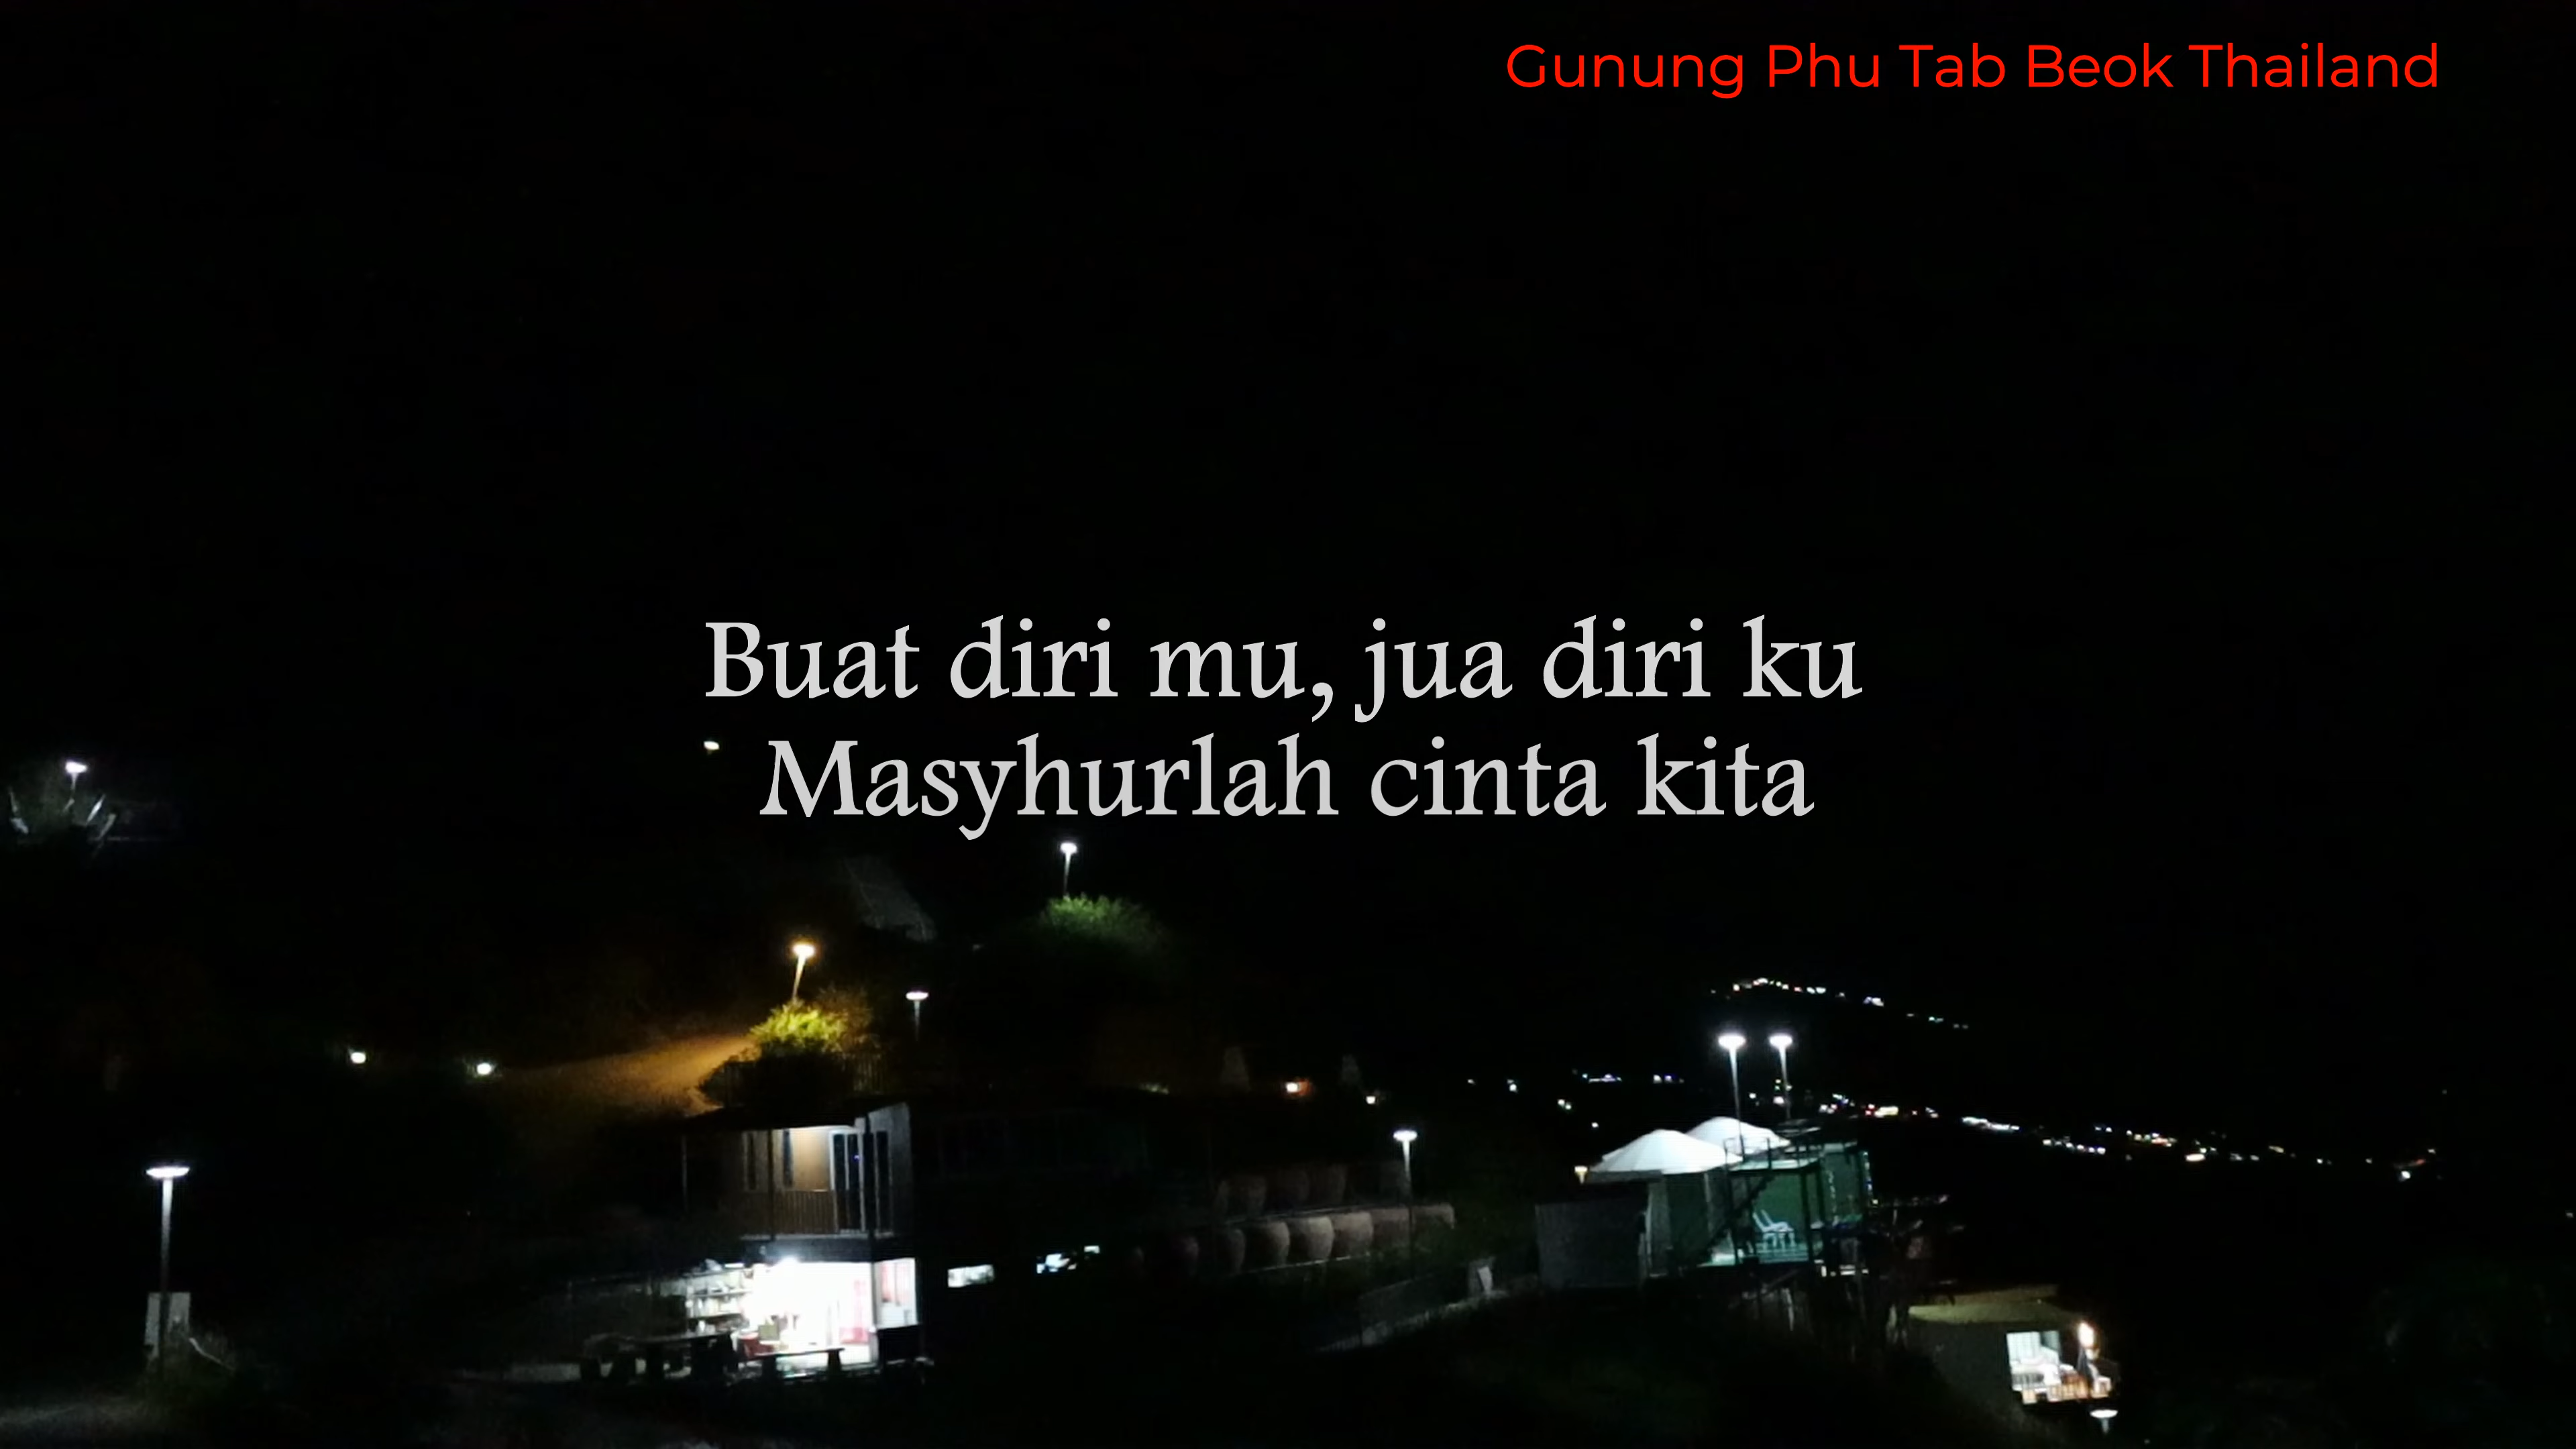 Gunung Phu Tab Beok Thailand
Buat diri mu, jua diri ku
Masyhurlah cinta kita